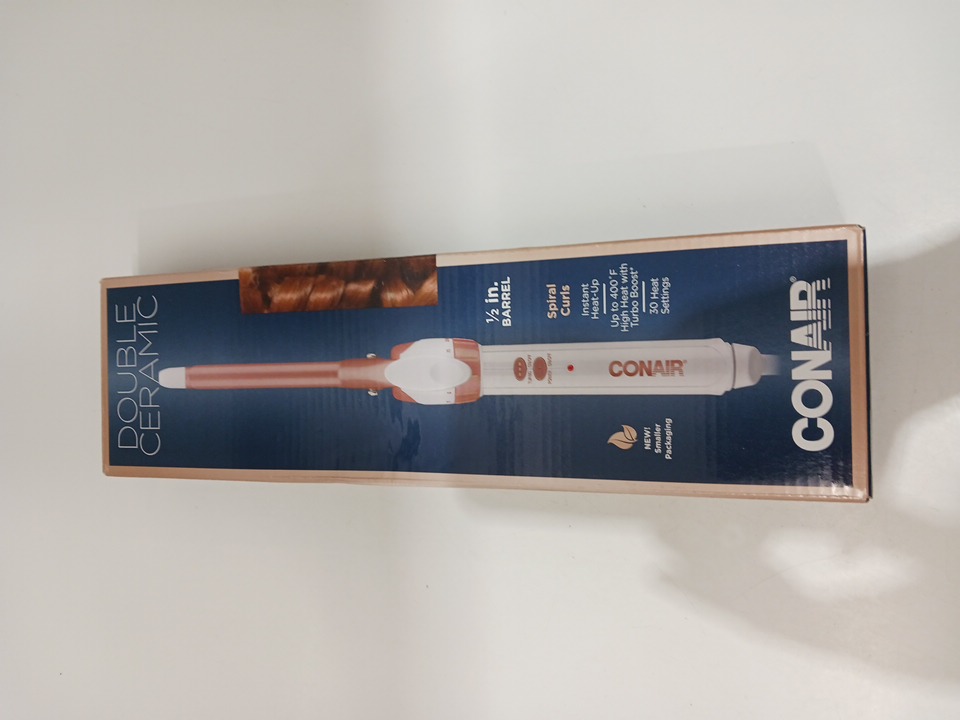 DOUBLE
CERAMIC
½ in.
BARREL
Spiral
Curls
Instant
Heat-Up
Up to 400°F
High Heat with
Turbo Boost*
30 Heat
Settings
CONAIR®
NEW!
Smaller
Packaging
CONAIR®